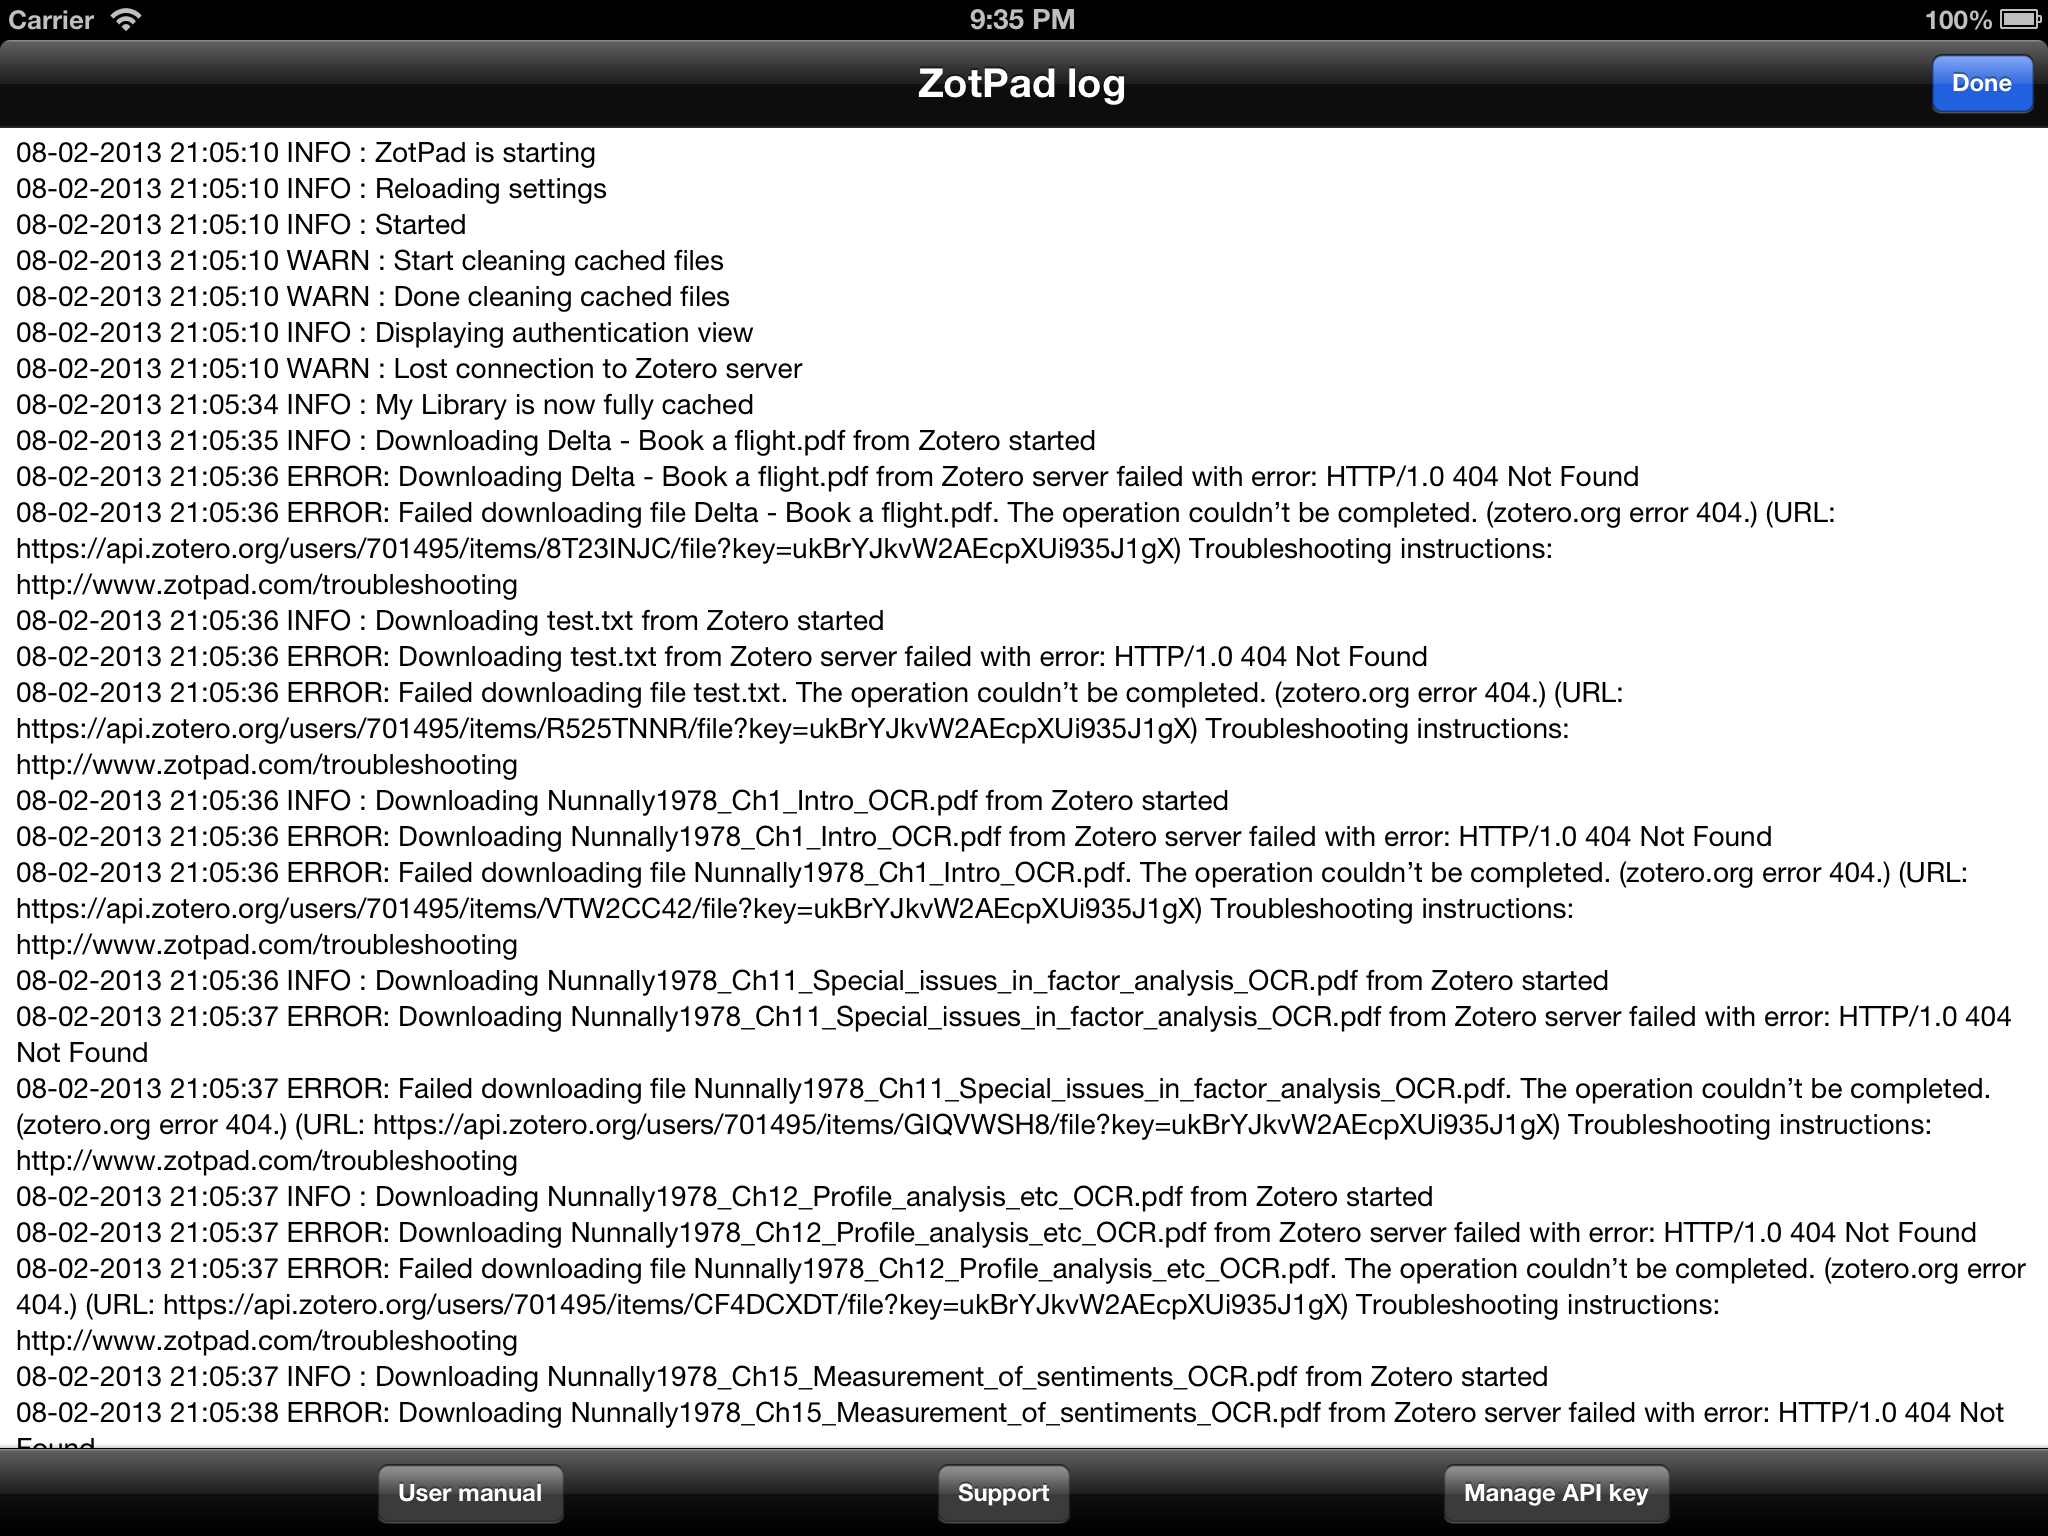 Carrier 9:35 PM 100%
ZotPad log Done
08-02-2013 21:05:10 INFO : ZotPad is starting
08-02-2013 21:05:10 INFO : Reloading settings
08-02-2013 21:05:10 INFO : Started
08-02-2013 21:05:10 WARN : Start cleaning cached files
08-02-2013 21:05:10 WARN : Done cleaning cached files
08-02-2013 21:05:10 INFO : Displaying authentication view
08-02-2013 21:05:10 WARN : Lost connection to Zotero server
08-02-2013 21:05:34 INFO : My Library is now fully cached
08-02-2013 21:05:35 INFO : Downloading Delta - Book a flight.pdf from Zotero started
08-02-2013 21:05:36 ERROR: Downloading Delta - Book a flight.pdf from Zotero server failed with error: HTTP/1.0 404 Not Found
08-02-2013 21:05:36 ERROR: Failed downloading file Delta - Book a flight.pdf. The operation couldn’t be completed. (zotero.org error 404.) (URL:
https://api.zotero.org/users/701495/items/8T23INJC/file?key=ukBrYJkvW2AEcpXUi935J1gX) Troubleshooting instructions:
http://www.zotpad.com/troubleshooting
08-02-2013 21:05:36 INFO : Downloading test.txt from Zotero started
08-02-2013 21:05:36 ERROR: Downloading test.txt from Zotero server failed with error: HTTP/1.0 404 Not Found
08-02-2013 21:05:36 ERROR: Failed downloading file test.txt. The operation couldn’t be completed. (zotero.org error 404.) (URL:
https://api.zotero.org/users/701495/items/R525TNNR/file?key=ukBrYJkvW2AEcpXUi935J1gX) Troubleshooting instructions:
http://www.zotpad.com/troubleshooting
08-02-2013 21:05:36 INFO : Downloading Nunnally1978_Ch1_Intro_OCR.pdf from Zotero started
08-02-2013 21:05:36 ERROR: Downloading Nunnally1978_Ch1_Intro_OCR.pdf from Zotero server failed with error: HTTP/1.0 404 Not Found
08-02-2013 21:05:36 ERROR: Failed downloading file Nunnally1978_Ch1_Intro_OCR.pdf. The operation couldn’t be completed. (zotero.org error 404.) (URL:
https://api.zotero.org/users/701495/items/VTW2CC42/file?key=ukBrYJkvW2AEcpXUi935J1gX) Troubleshooting instructions:
http://www.zotpad.com/troubleshooting
08-02-2013 21:05:36 INFO : Downloading Nunnally1978_Ch11_Special_issues_in_factor_analysis_OCR.pdf from Zotero started
08-02-2013 21:05:37 ERROR: Downloading Nunnally1978_Ch11_Special_issues_in_factor_analysis_OCR.pdf from Zotero server failed with error: HTTP/1.0 404
Not Found
08-02-2013 21:05:37 ERROR: Failed downloading file Nunnally1978_Ch11_Special_issues_in_factor_analysis_OCR.pdf. The operation couldn’t be completed.
(zotero.org error 404.) (URL: https://api.zotero.org/users/701495/items/GIQVWSH8/file?key=ukBrYJkvW2AEcpXUi935J1gX) Troubleshooting instructions:
http://www.zotpad.com/troubleshooting
08-02-2013 21:05:37 INFO : Downloading Nunnally1978_Ch12_Profile_analysis_etc_OCR.pdf from Zotero started
08-02-2013 21:05:37 ERROR: Downloading Nunnally1978_Ch12_Profile_analysis_etc_OCR.pdf from Zotero server failed with error: HTTP/1.0 404 Not Found
08-02-2013 21:05:37 ERROR: Failed downloading file Nunnally1978_Ch12_Profile_analysis_etc_OCR.pdf. The operation couldn’t be completed. (zotero.org error
404.) (URL: https://api.zotero.org/users/701495/items/CF4DCXDT/file?key=ukBrYJkvW2AEcpXUi935J1gX) Troubleshooting instructions:
http://www.zotpad.com/troubleshooting
08-02-2013 21:05:37 INFO : Downloading Nunnally1978_Ch15_Measurement_of_sentiments_OCR.pdf from Zotero started
08-02-2013 21:05:38 ERROR: Downloading Nunnally1978_Ch15_Measurement_of_sentiments_OCR.pdf from Zotero server failed with error: HTTP/1.0 404 Not
Found
User manual Support Manage API key